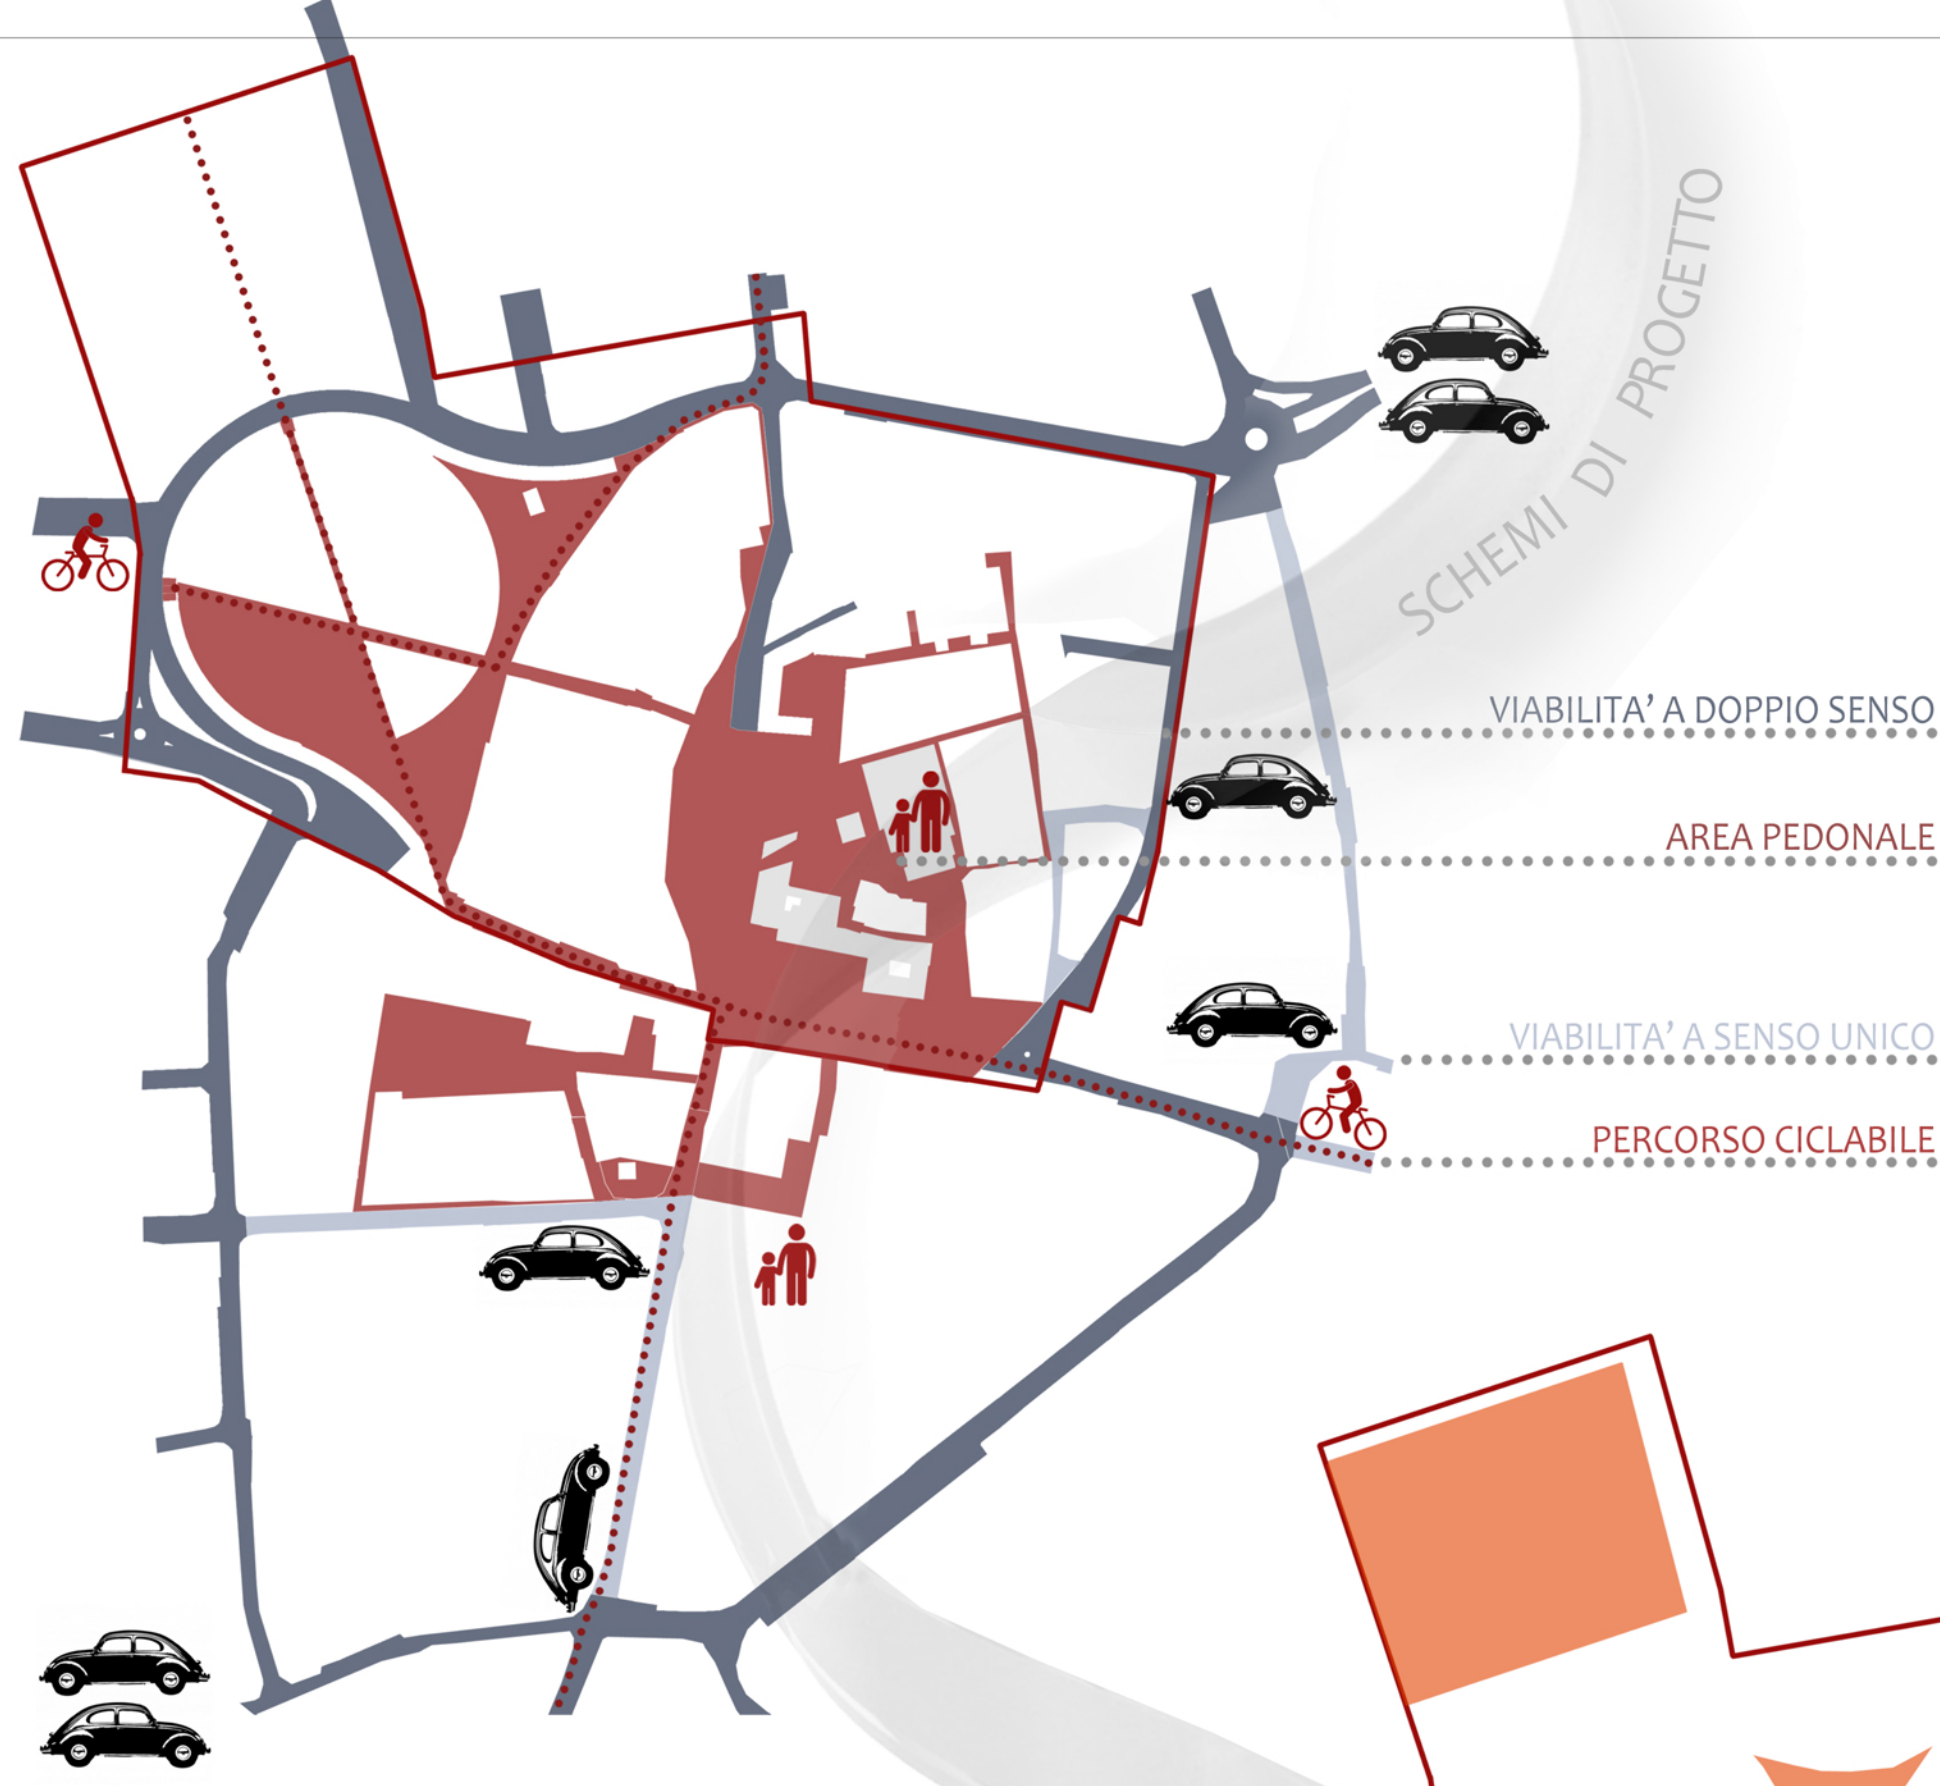 SCHEMI DI PROGETTO
VIABILITA' A DOPPIO SENSO
AREA PEDONALE
VIABILITA' A SENSO UNICO
PERCORSO CICLABILE